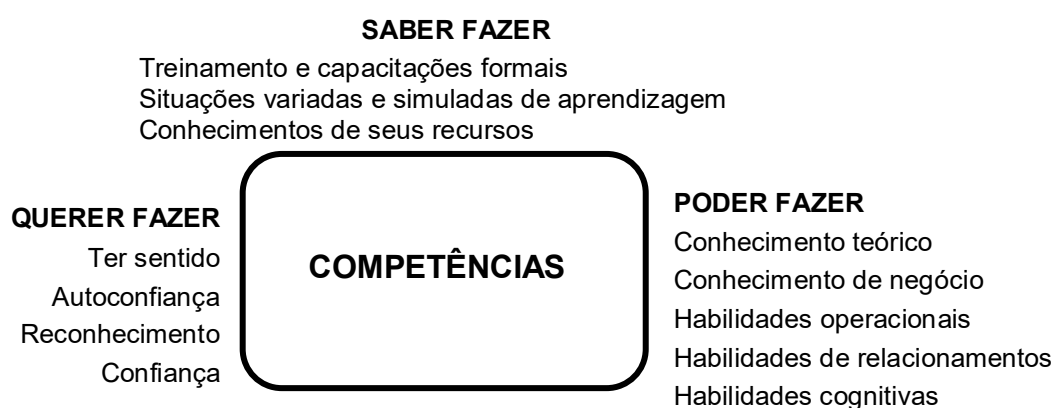 SABER FAZER
Treinamento e capacitações formais
Situações variadas e simuladas de aprendizagem
Conhecimentos de seus recursos
QUERER FAZER
Ter sentido
Autoconfiança
Reconhecimento
Confiança
COMPETÊNCIAS
PODER FAZER
Conhecimento teórico
Conhecimento de negócio
Habilidades operacionais
Habilidades de relacionamentos
Habilidades cognitivas